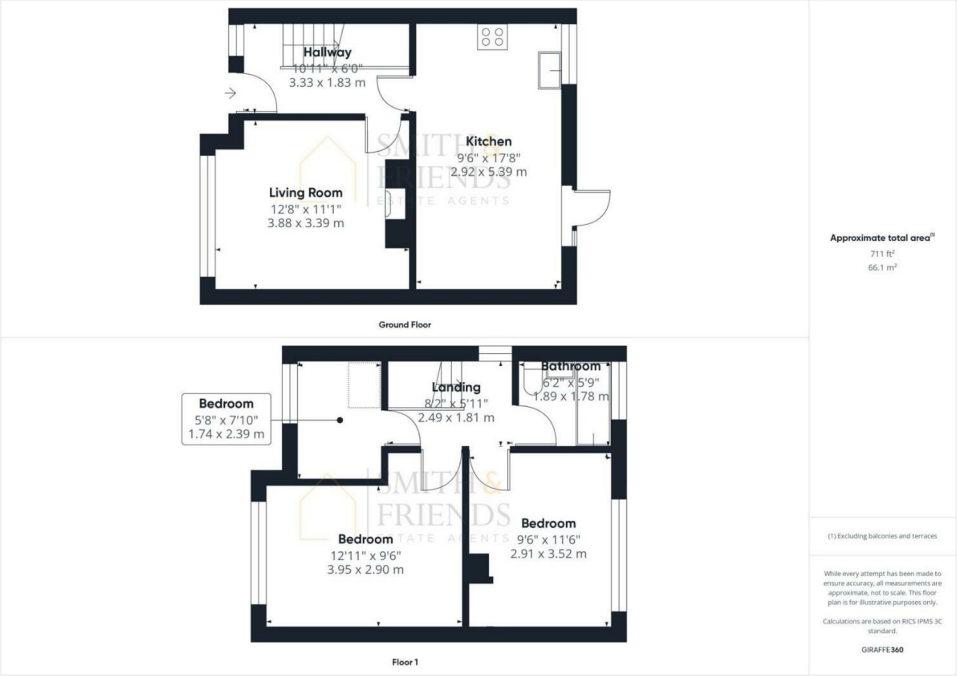 Hallway
10'11" x 6'0"
3.33 x 1.83 m
Kitchen
9'6" x 17'8"
2.92 x 5.39 m
Living Room
12'8" x 11'1"
3.88 x 3.39 m
SMITH &
FRIENDS
ESTATE AGENTS
Ground Floor
Approximate total area(1)
711 ft²
66.1 m²
Bedroom
5'8" x 7'10"
1.74 x 2.39 m
Landing
8'2" x 5'11"
2.49 x 1.81 m
Bathroom
6'2" x 5'9"
1.89 x 1.78 m
SMITH &
FRIENDS
ESTATE AGENTS
Bedroom
12'11" x 9'6"
3.95 x 2.90 m
Bedroom
9'6" x 11'6"
2.91 x 3.52 m
Floor 1
(1) Excluding balconies and terraces
While every attempt has been made to
ensure accuracy, all measurements are
approximate, not to scale. This floor
plan is for illustrative purposes only.
Calculations are based on RICS IPMS 3C
standard.
GIRAFFE360